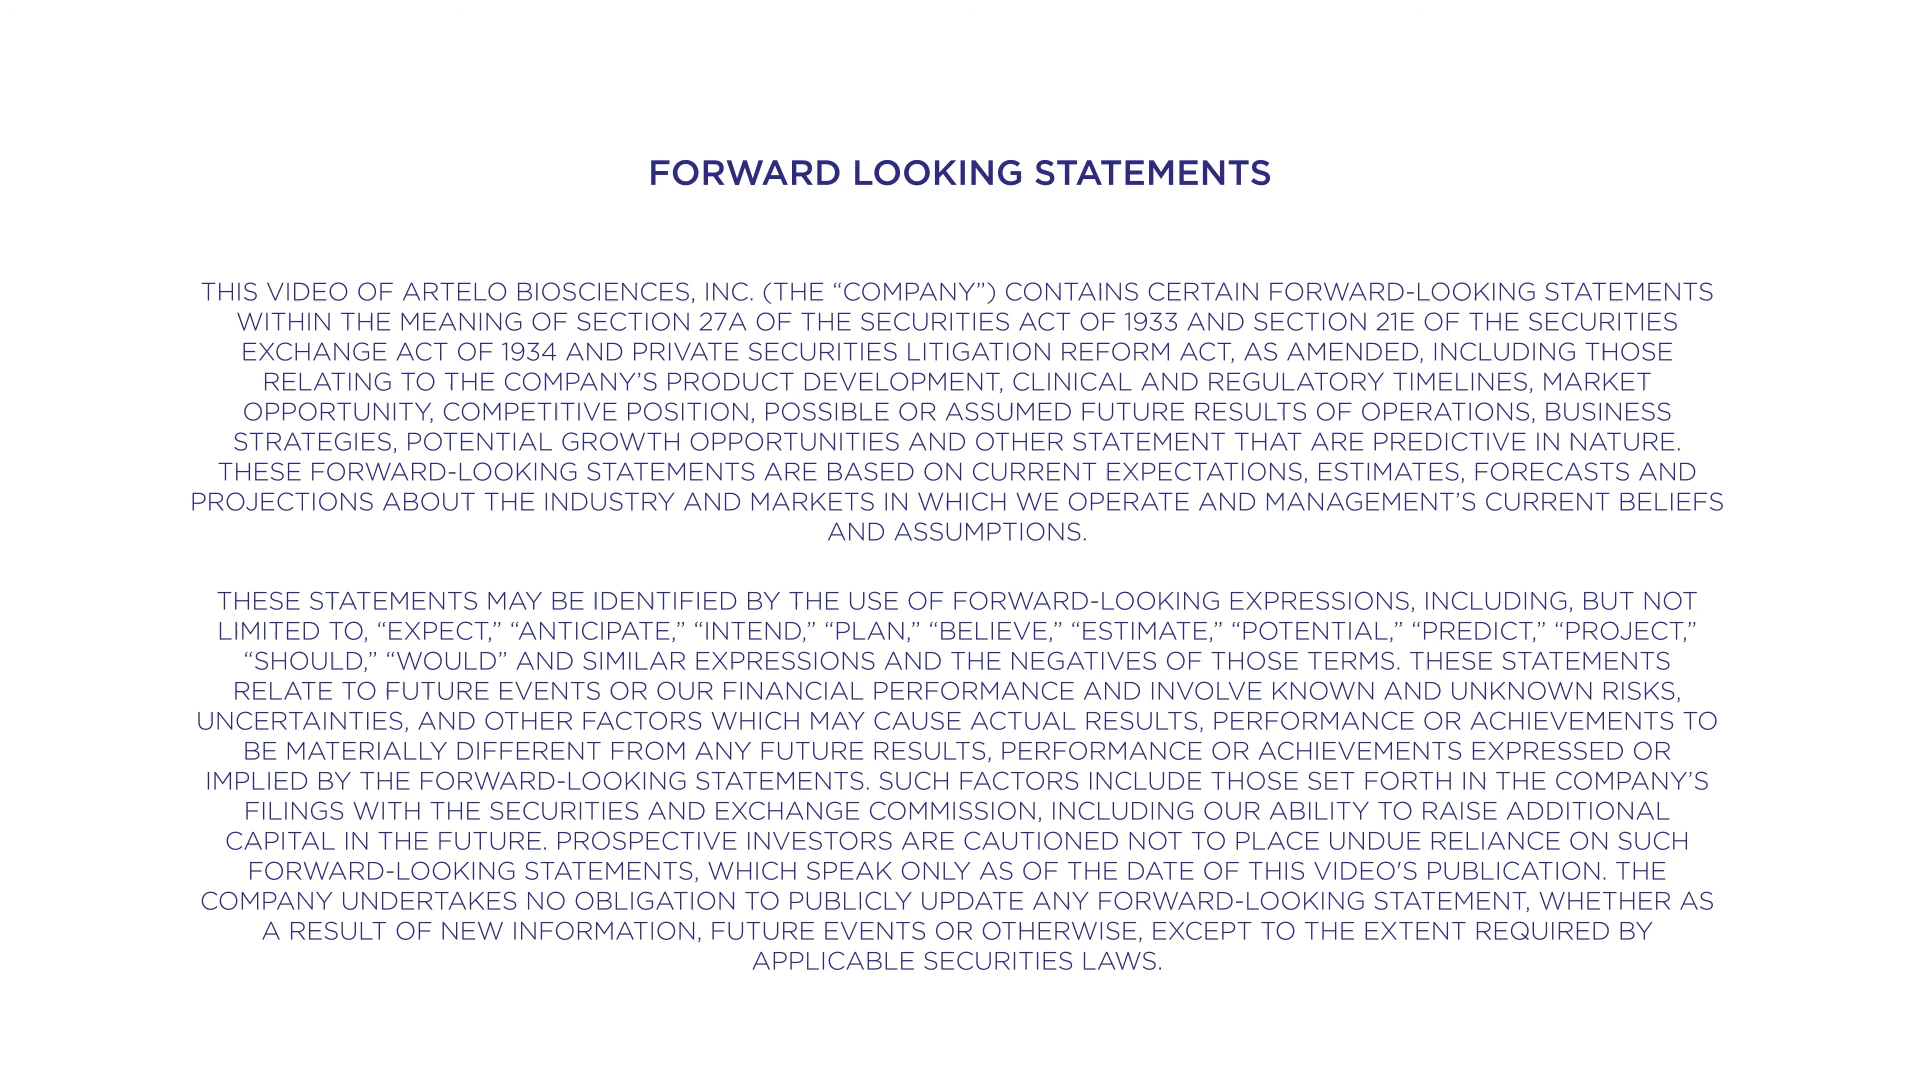 FORWARD LOOKING STATEMENTS
THIS VIDEO OF ARTELO BIOSCIENCES, INC. (THE “COMPANY”) CONTAINS CERTAIN FORWARD-LOOKING STATEMENTS
WITHIN THE MEANING OF SECTION 27A OF THE SECURITIES ACT OF 1933 AND SECTION 21E OF THE SECURITIES
EXCHANGE ACT OF 1934 AND PRIVATE SECURITIES LITIGATION REFORM ACT, AS AMENDED, INCLUDING THOSE
RELATING TO THE COMPANY’S PRODUCT DEVELOPMENT, CLINICAL AND REGULATORY TIMELINES, MARKET
OPPORTUNITY, COMPETITIVE POSITION, POSSIBLE OR ASSUMED FUTURE RESULTS OF OPERATIONS, BUSINESS
STRATEGIES, POTENTIAL GROWTH OPPORTUNITIES AND OTHER STATEMENT THAT ARE PREDICTIVE IN NATURE.
THESE FORWARD-LOOKING STATEMENTS ARE BASED ON CURRENT EXPECTATIONS, ESTIMATES, FORECASTS AND
PROJECTIONS ABOUT THE INDUSTRY AND MARKETS IN WHICH WE OPERATE AND MANAGEMENT’S CURRENT BELIEFS
AND ASSUMPTIONS.
THESE STATEMENTS MAY BE IDENTIFIED BY THE USE OF FORWARD-LOOKING EXPRESSIONS, INCLUDING, BUT NOT
LIMITED TO, “EXPECT,” “ANTICIPATE,” “INTEND,” “PLAN,” “BELIEVE,” “ESTIMATE,” “POTENTIAL,” “PREDICT,” “PROJECT,”
“SHOULD,” “WOULD” AND SIMILAR EXPRESSIONS AND THE NEGATIVES OF THOSE TERMS. THESE STATEMENTS
RELATE TO FUTURE EVENTS OR OUR FINANCIAL PERFORMANCE AND INVOLVE KNOWN AND UNKNOWN RISKS,
UNCERTAINTIES, AND OTHER FACTORS WHICH MAY CAUSE ACTUAL RESULTS, PERFORMANCE OR ACHIEVEMENTS TO
BE MATERIALLY DIFFERENT FROM ANY FUTURE RESULTS, PERFORMANCE OR ACHIEVEMENTS EXPRESSED OR
IMPLIED BY THE FORWARD-LOOKING STATEMENTS. SUCH FACTORS INCLUDE THOSE SET FORTH IN THE COMPANY’S
FILINGS WITH THE SECURITIES AND EXCHANGE COMMISSION, INCLUDING OUR ABILITY TO RAISE ADDITIONAL
CAPITAL IN THE FUTURE. PROSPECTIVE INVESTORS ARE CAUTIONED NOT TO PLACE UNDUE RELIANCE ON SUCH
FORWARD-LOOKING STATEMENTS, WHICH SPEAK ONLY AS OF THE DATE OF THIS VIDEO'S PUBLICATION. THE
COMPANY UNDERTAKES NO OBLIGATION TO PUBLICLY UPDATE ANY FORWARD-LOOKING STATEMENT, WHETHER AS
A RESULT OF NEW INFORMATION, FUTURE EVENTS OR OTHERWISE, EXCEPT TO THE EXTENT REQUIRED BY
APPLICABLE SECURITIES LAWS.